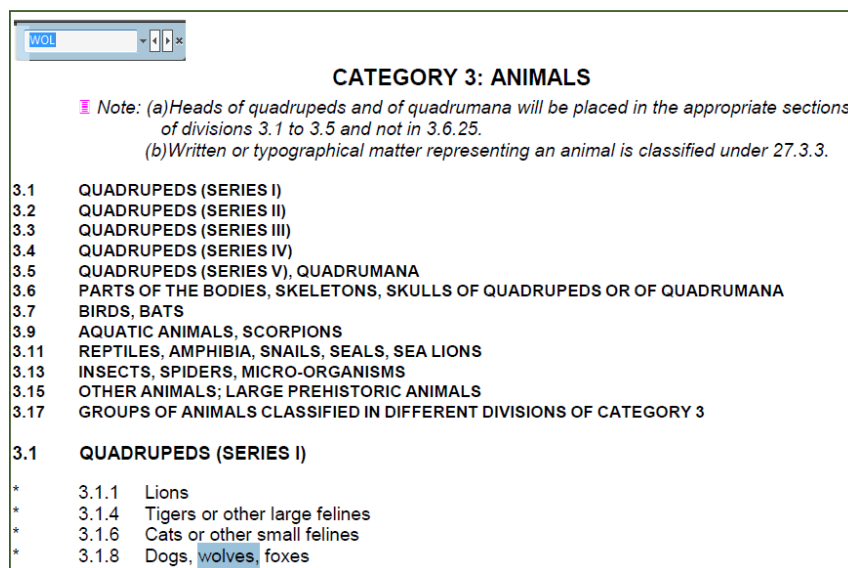 WOL
CATEGORY 3: ANIMALS
Note: (a)Heads of quadrupeds and of quadrumana will be placed in the appropriate sections
of divisions 3.1 to 3.5 and not in 3.6.25.
(b)Written or typographical matter representing an animal is classified under 27.3.3.
3.1 QUADRUPEDS (SERIES I)
3.2 QUADRUPEDS (SERIES II)
3.3 QUADRUPEDS (SERIES III)
3.4 QUADRUPEDS (SERIES IV)
3.5 QUADRUPEDS (SERIES V), QUADRUMANA
3.6 PARTS OF THE BODIES, SKELETONS, SKULLS OF QUADRUPEDS OR OF QUADRUMANA
3.7 BIRDS, BATS
3.9 AQUATIC ANIMALS, SCORPIONS
3.11 REPTILES, AMPHIBIA, SNAILS, SEALS, SEA LIONS
3.13 INSECTS, SPIDERS, MICRO-ORGANISMS
3.15 OTHER ANIMALS; LARGE PREHISTORIC ANIMALS
3.17 GROUPS OF ANIMALS CLASSIFIED IN DIFFERENT DIVISIONS OF CATEGORY 3
3.1 QUADRUPEDS (SERIES I)
* 3.1.1 Lions
* 3.1.4 Tigers or other large felines
* 3.1.6 Cats or other small felines
* 3.1.8 Dogs, wolves, foxes